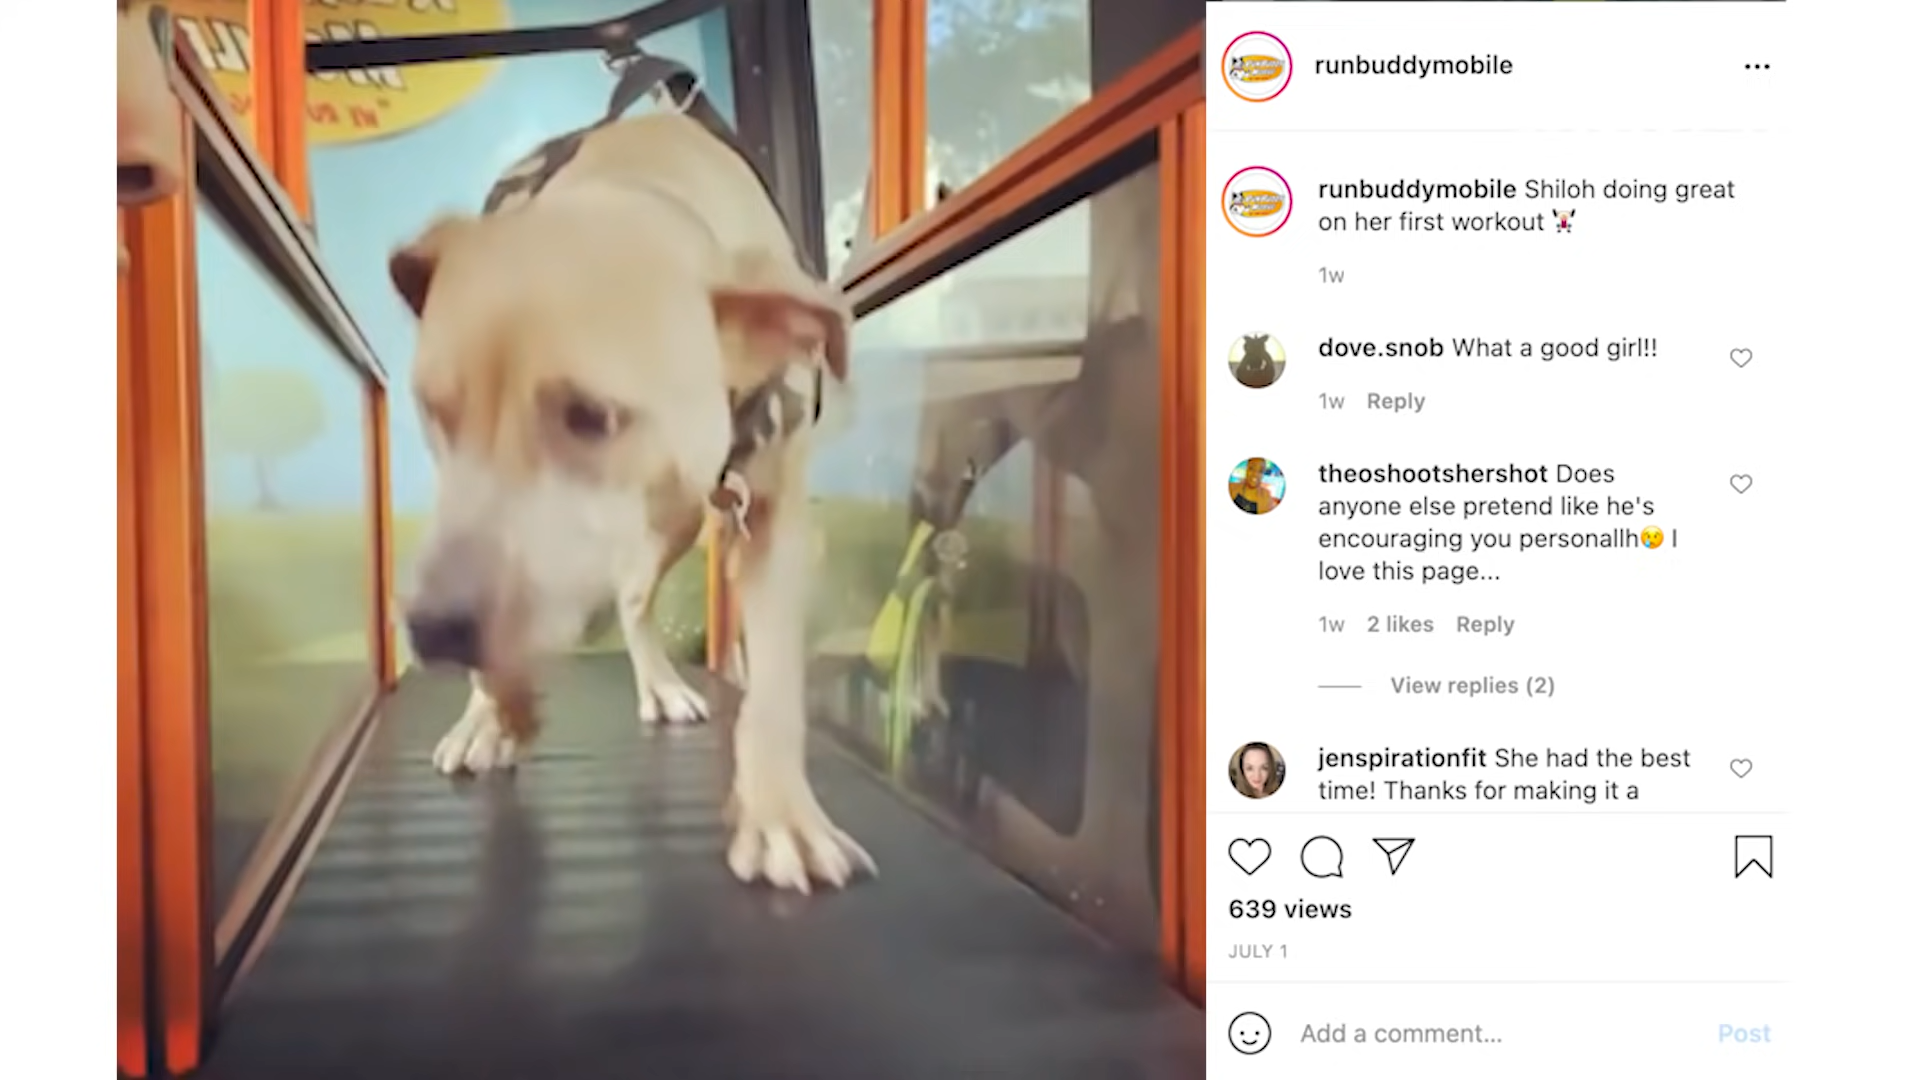 runbuddymobile
runbuddymobile Shiloh doing great
on her first workout
1w
dove.snob What a good girl!!
1w Reply
theoshootshershot Does
anyone else pretend like he's
encouraging you personallh😢 I
love this page...
1w 2 likes Reply
View replies (2)
jenspirationfit She had the best
time! Thanks for making it a
639 views
JULY 1
Add a comment... Post